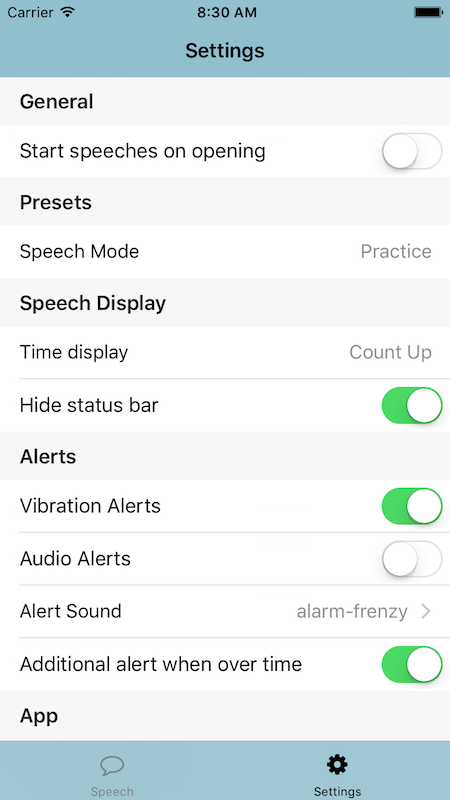 Carrier 8:30 AM
Settings
General
Start speeches on opening
Presets
Speech Mode Practice
Speech Display
Time display Count Up
Hide status bar
Alerts
Vibration Alerts
Audio Alerts
Alert Sound alarm-frenzy
Additional alert when over time
App
Speech Settings